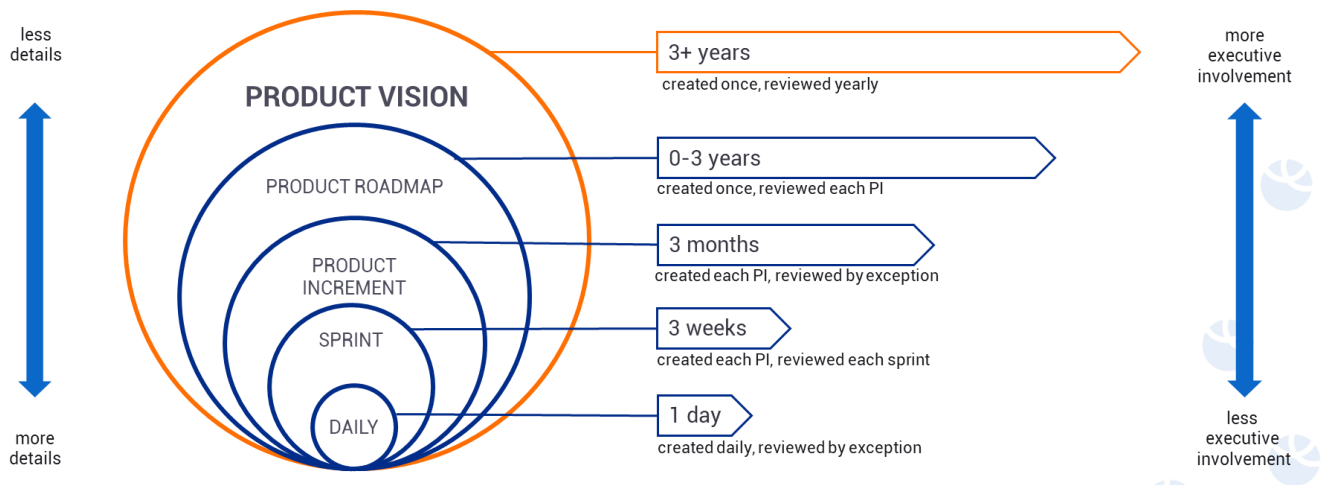 less
details
PRODUCT VISION
3+ years
created once, reviewed yearly
more
executive
involvement
PRODUCT ROADMAP
0-3 years
created once, reviewed each PI
PRODUCT
INCREMENT
3 months
created each PI, reviewed by exception
SPRINT
3 weeks
created each PI, reviewed each sprint
DAILY
1 day
created daily, reviewed by exception
more
details
less
executive
involvement